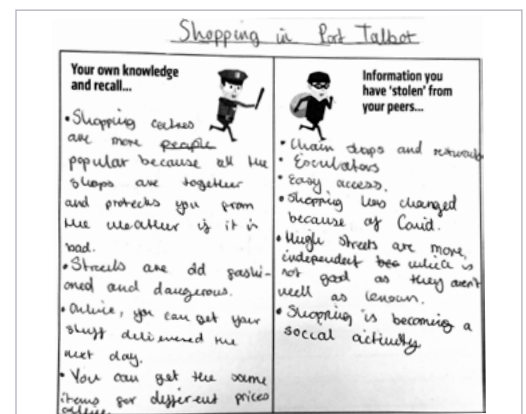 Shopping in Port Talbot
Your own knowledge
and recall...
• Shopping centres
are more people
popular because all the
shops are together
and protects you from
the weather if it is
bad.
• Streets are old fashi-
oned and dangerous.
• Online, you can get your
stuff delivered the
next day.
• You can get the same
items for different prices
online.
Information you
have 'stolen' from
your peers...
• Chain shops and
• Esculators
• Easy access.
• Shopping has changed
because of Covid.
• High streets are more
independent which is
not good as they aren't
well as known.
• Shopping is becoming a
social activity